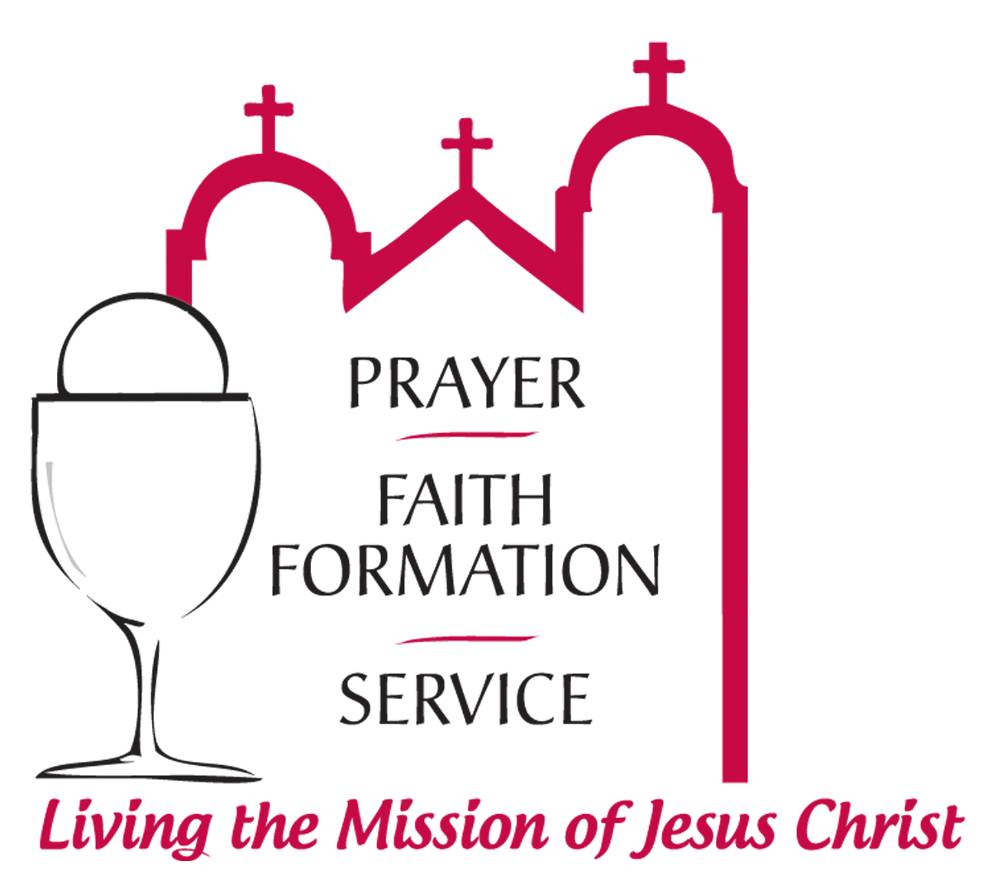 PRAYER
FAITH
FORMATION
SERVICE
Living the Mission of Jesus Christ